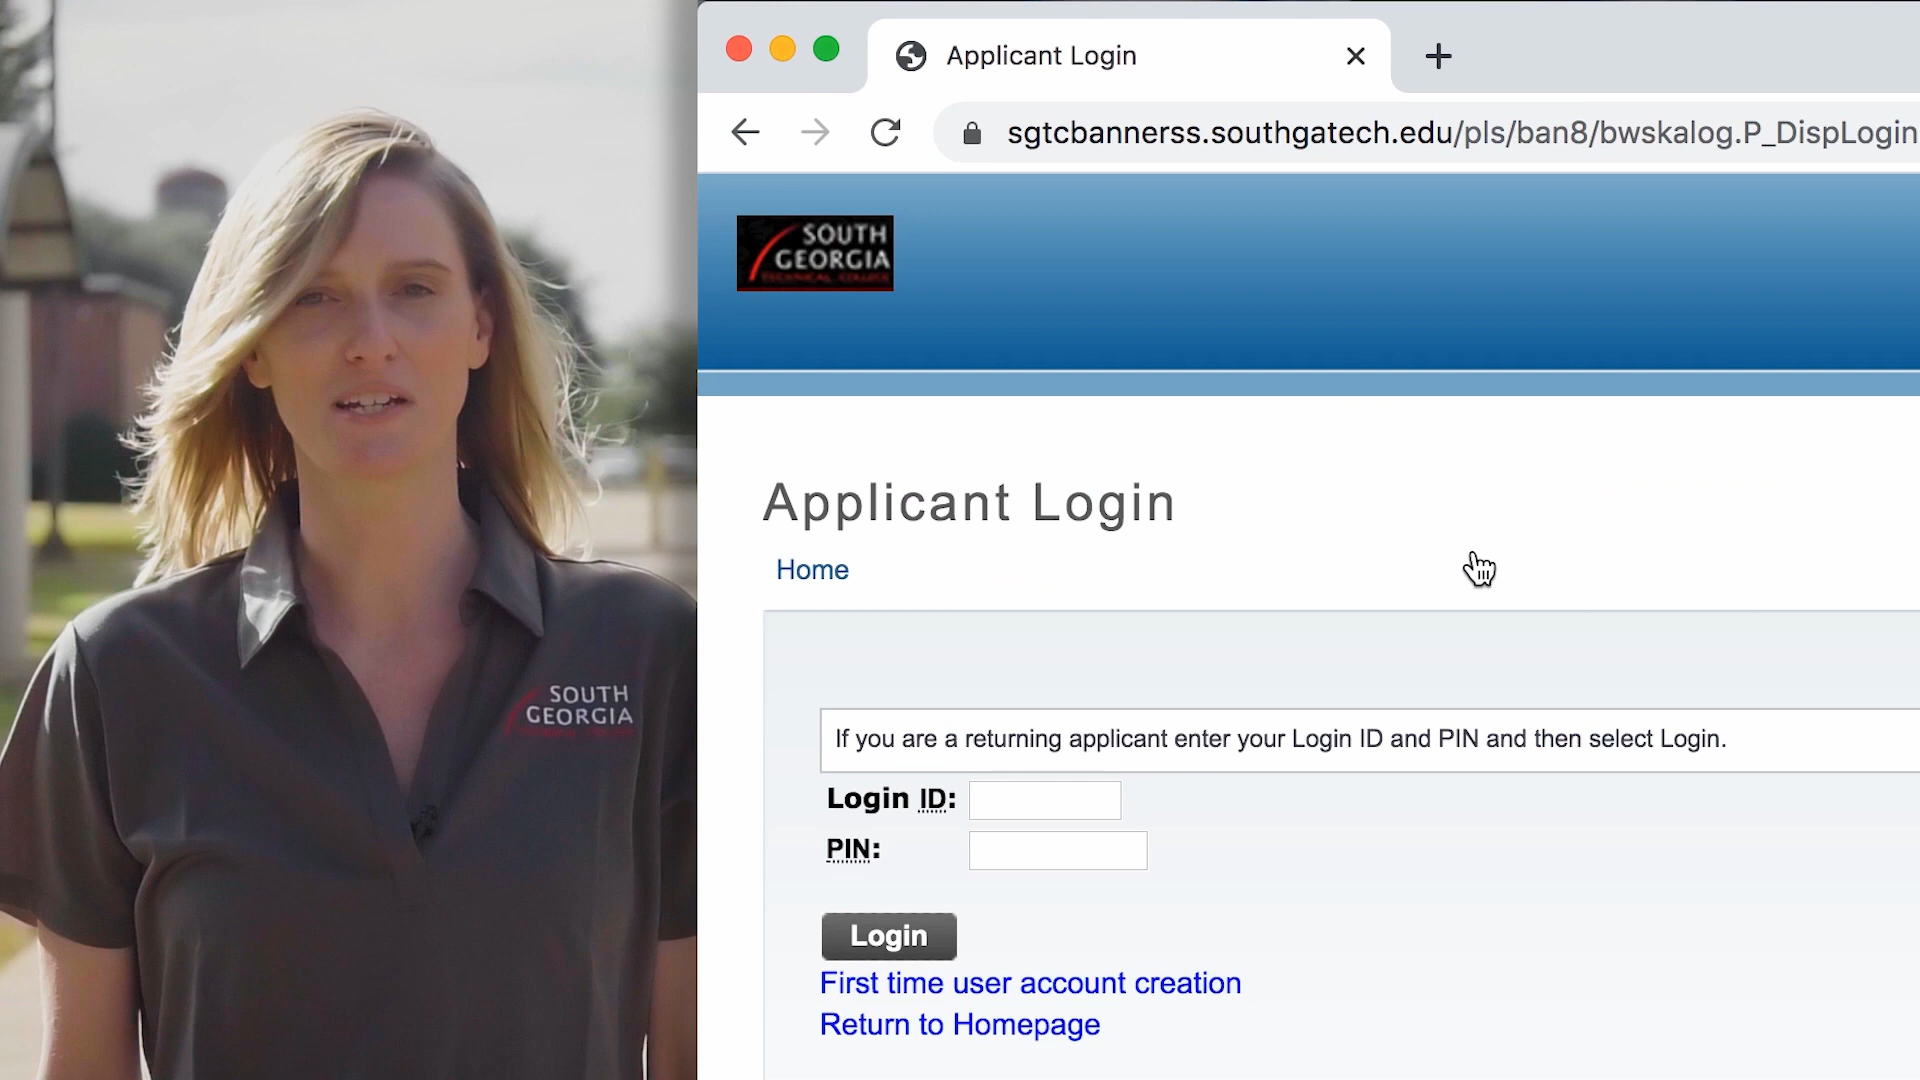 Applicant Login
sgtcbannerss.southgatech.edu/pls/ban8/bwskalog.P_DispLogin
SOUTH
GEORGIA
TECHNICAL COLLEGE
Applicant Login
Home
If you are a returning applicant enter your Login ID and PIN and then select Login.
Login ID:
PIN:
Login
First time user account creation
Return to Homepage
SOUTH
GEORGIA